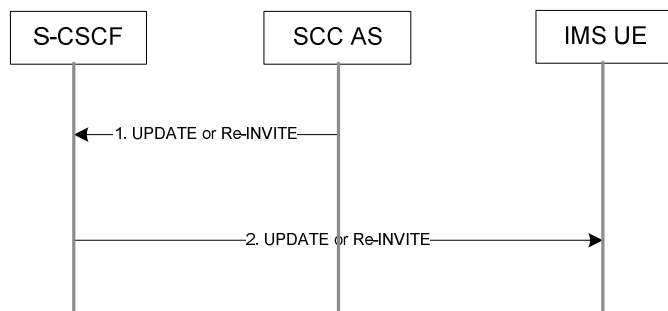 S-CSCF
SCC AS
IMS UE
1. UPDATE or Re-INVITE
2. UPDATE or Re-INVITE